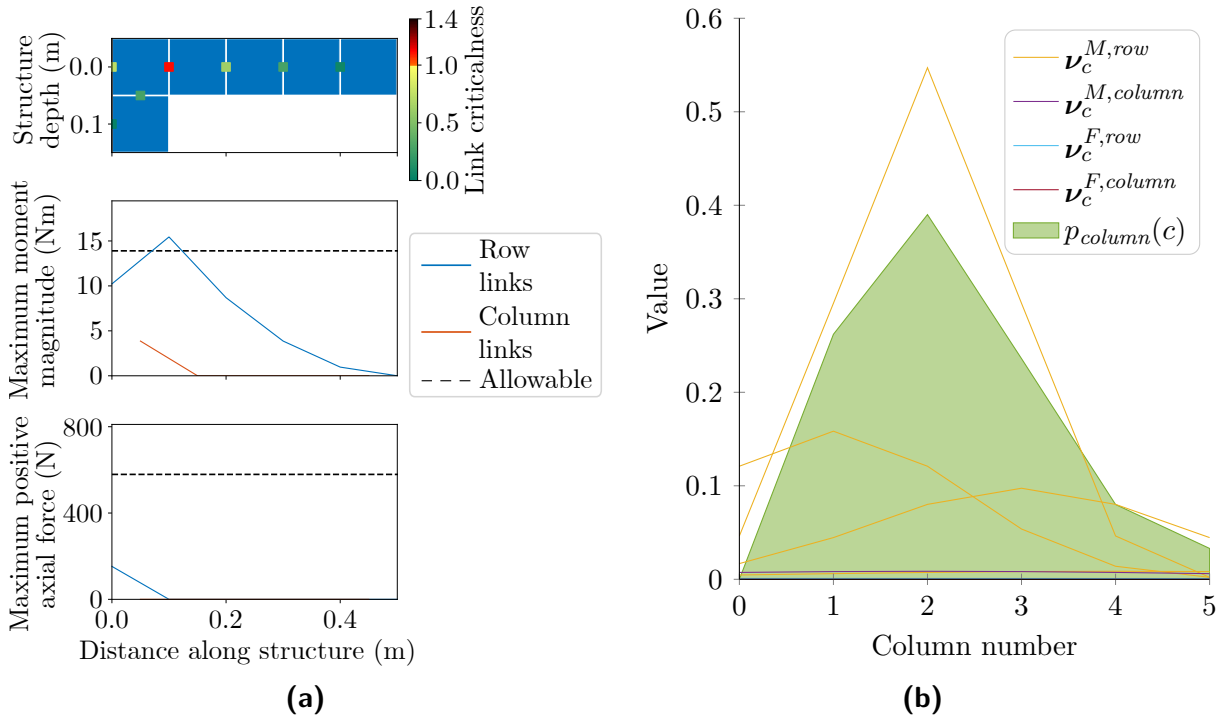 Structure
depth (m)
0.0
0.1
1.4
1.0
0.5
0.0
Link criticalness
Maximum moment
magnitude (Nm)
15
10
5
0
Row
links
Column
links
Allowable
Maximum positive
axial force (N)
800
400
0
0.0 0.2 0.4
Distance along structure (m)
(a)
Value
0.6
0.5
0.4
0.3
0.2
0.1
0
0 1 2 3 4 5
Column number
𝝂_c^{M,row}
𝝂_c^{M,column}
𝝂_c^{F,row}
𝝂_c^{F,column}
p_{column}(c)
(b)